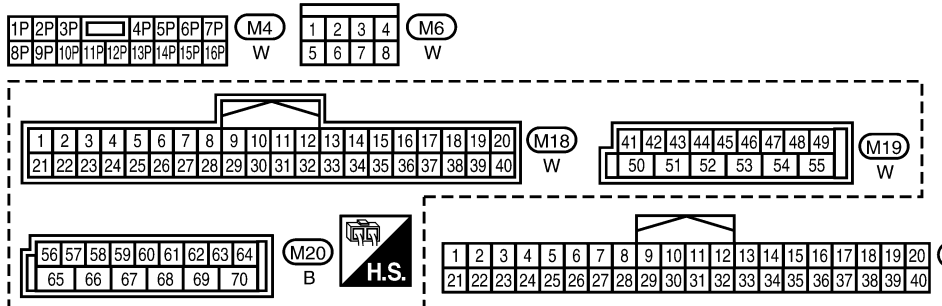 1P 2P 3P 4P 5P 6P 7P
8P 9P 10P 11P 12P 13P 14P 15P 16P
M4
W
1 2 3 4
5 6 7 8
M6
W
1 2 3 4 5 6 7 8 9 10 11 12 13 14 15 16 17 18 19 20
21 22 23 24 25 26 27 28 29 30 31 32 33 34 35 36 37 38 39 40
M18
W
41 42 43 44 45 46 47 48 49
50 51 52 53 54 55
M19
W
56 57 58 59 60 61 62 63 64
65 66 67 68 69 70
M20
B
H.S.
1 2 3 4 5 6 7 8 9 10 11 12 13 14 15 16 17 18 19 20
21 22 23 24 25 26 27 28 29 30 31 32 33 34 35 36 37 38 39 40